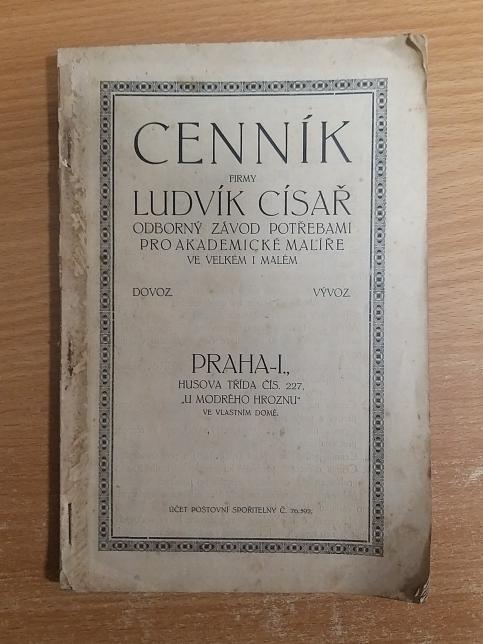 CENNÍK
FIRMY
LUDVÍK CÍSAŘ
ODBORNÝ ZÁVOD POTŘEBAMI
PRO AKADEMICKÉ MALÍŘE
VE VELKÉM I MALÉM
DOVOZ. VÝVOZ.
PRAHA-I.,
HUSOVA TŘÍDA ČÍS. 227,
„U MODRÉHO HROZNU“
VE VLASTNÍM DOMĚ.
ÚČET POŠTOVNÍ SPOŘITELNY Č.